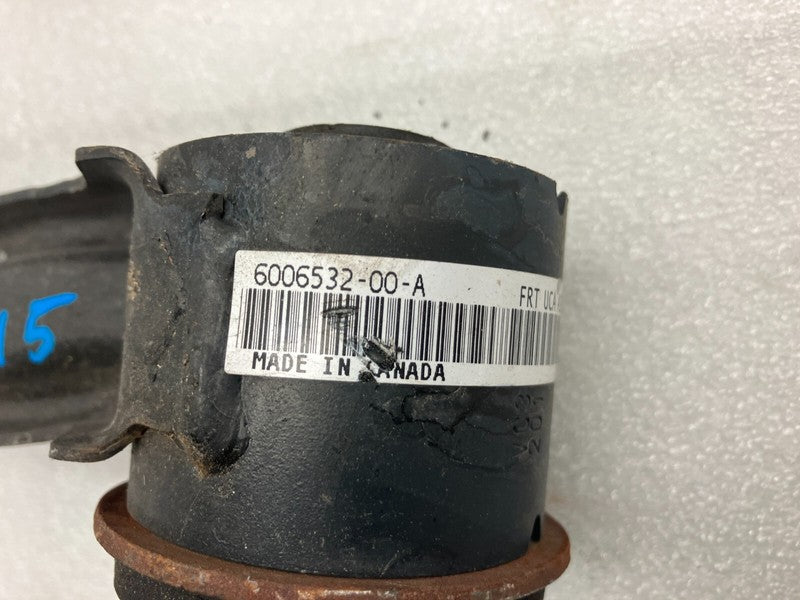 6006532-00-A
FRT UCA
MADE IN CANADA
15